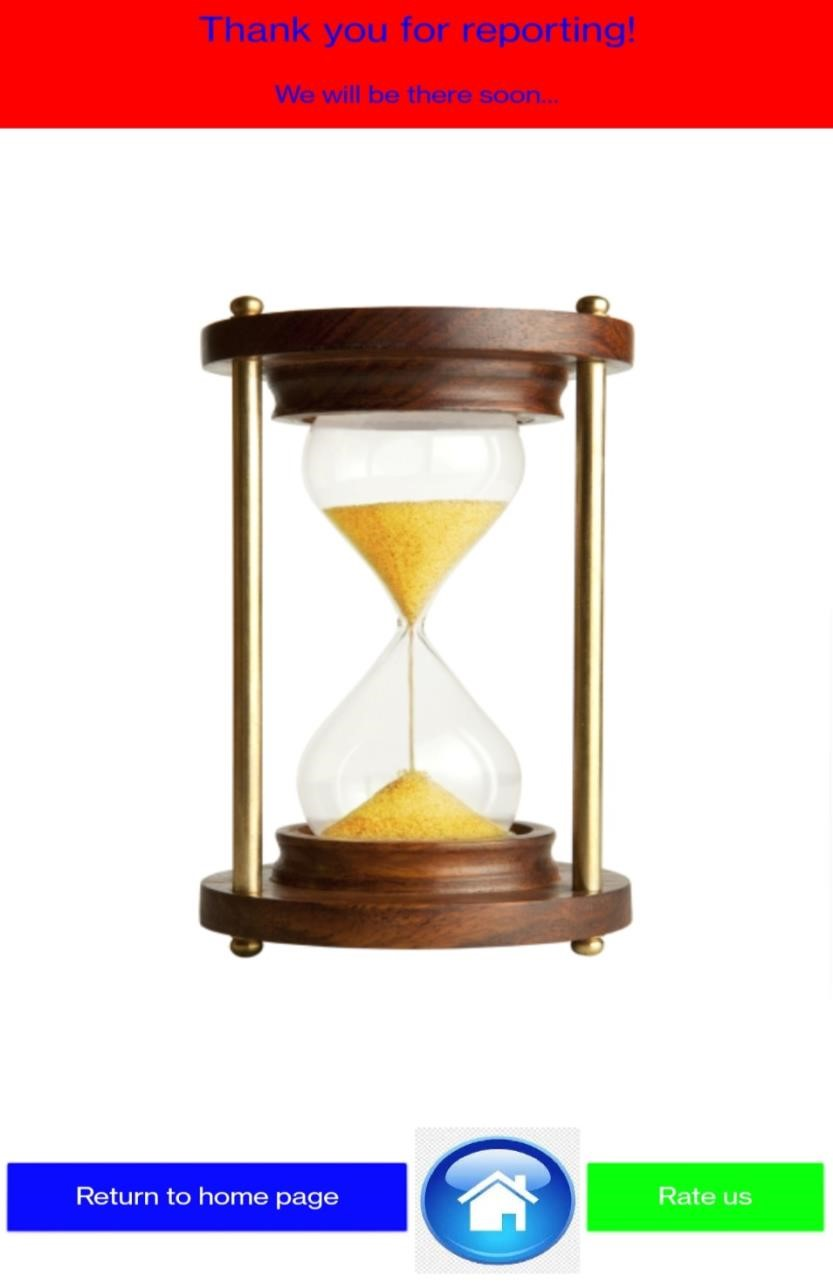 Thank you for reporting!
We will be there soon...
Return to home page
Rate us